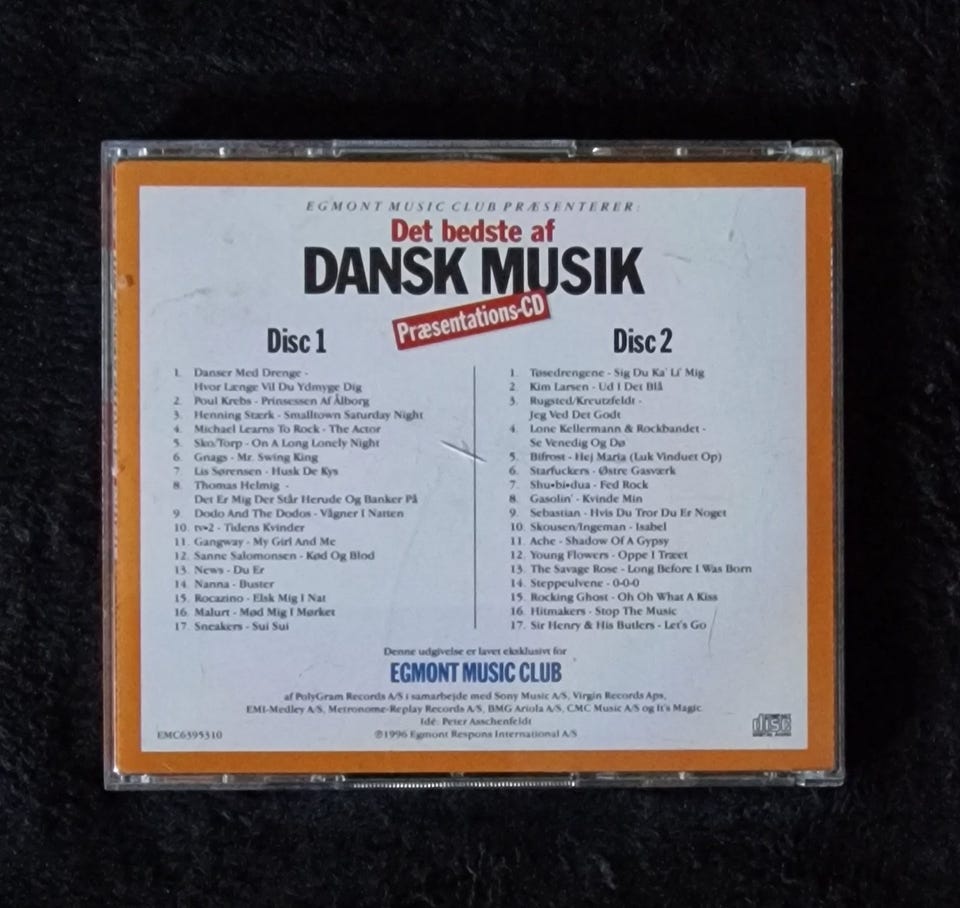 EGMONT MUSIC CLUB PRÆSENTERER:
Det bedste af
DANSK MUSIK
Præsentations-CD
Disc 1
1. Danser Med Drenge -
Hvor Længe Vil Du Ydmyge Dig
2. Poul Krebs - Prinsessen Af Ålborg
3. Henning Stærk - Smalltown Saturday Night
4. Michael Learns To Rock - The Actor
5. Sko/Torp - On A Long Lonely Night
6. Gnags - Mr. Swing King
7. Lis Sørensen - Husk De Kys
8. Thomas Helmig -
Det Er Mig Der Står Herude Og Banker På
9. Dodo And The Dodos - Vågner I Natten
10. tv•2 - Tidens Kvinder
11. Gangway - My Girl And Me
12. Sanne Salomonsen - Kød Og Blod
13. News - Du Er
14. Nanna - Buster
15. Rocazino - Elsk Mig I Nat
16. Malurt - Mød Mig I Mørket
17. Sneakers - Sui Sui
Disc 2
1. Tøsedrengene - Sig Du Ka' Li' Mig
2. Kim Larsen - Ud I Det Blå
3. Rugsted/Kreutzfeldt -
Jeg Ved Det Godt
4. Lone Kellermann & Rockbandet -
Se Venedig Og Dø
5. Bifrost - Hej Maria (Luk Vinduet Op)
6. Starfuckers - Østre Gasværk
7. Shu•bi•dua - Fed Rock
8. Gasolin' - Kvinde Min
9. Sebastian - Hvis Du Tror Du Er Noget
10. Skousen/Ingeman - Isabel
11. Ache - Shadow Of A Gypsy
12. Young Flowers - Oppe I Træet
13. The Savage Rose - Long Before I Was Born
14. Steppeulvene - 0-0-0
15. Rocking Ghost - Oh Oh What A Kiss
16. Hitmakers - Stop The Music
17. Sir Henry & His Butlers - Let's Go
Denne udgivelse er lavet eksklusivt for
EGMONT MUSIC CLUB
af PolyGram Records A/S i samarbejde med Sony Music A/S, Virgin Records Aps,
EMI-Medley A/S, Metronome-Replay Records A/S, BMG Ariola A/S, CMC Music A/S og It's Magic.
Idé: Peter Asschenfeldt
℗1996 Egmont Respons International A/S
EMC6395310
disc
DIGITAL AUDIO